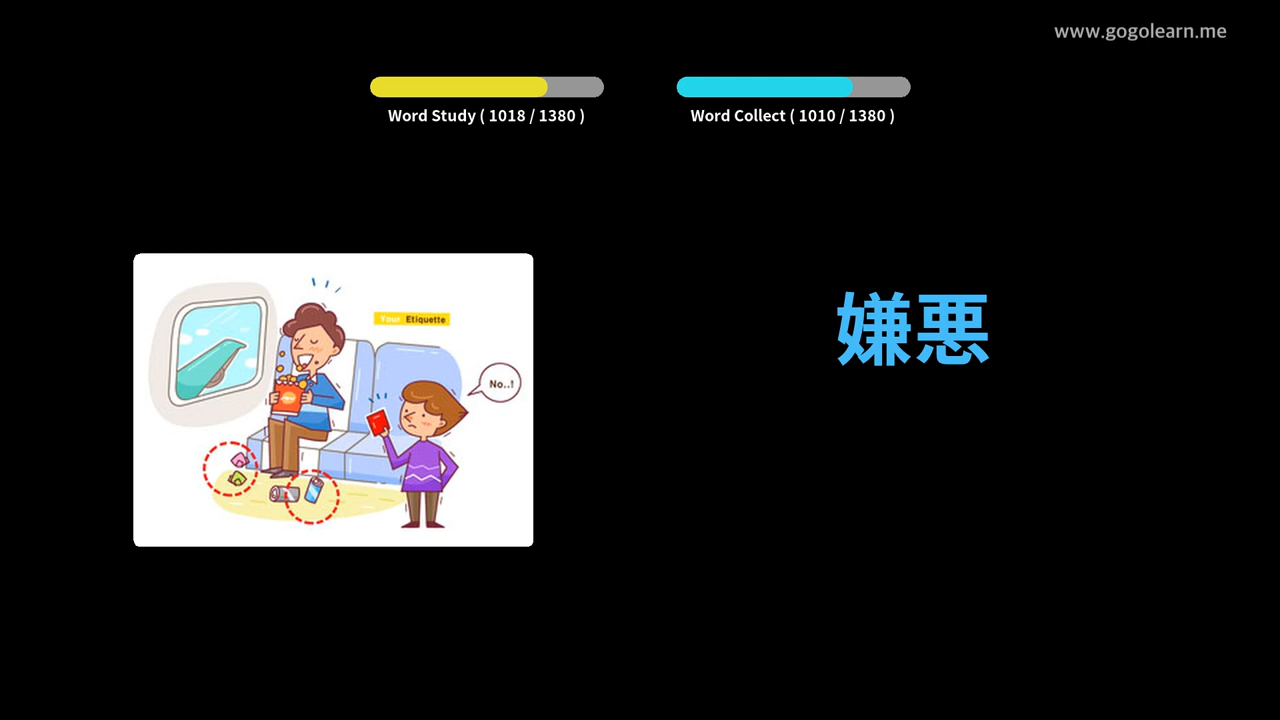 www.gogolearn.me
Word Study ( 1018 / 1380 )
Word Collect ( 1010 / 1380 )
Your Etiquette
No..!
嫌悪